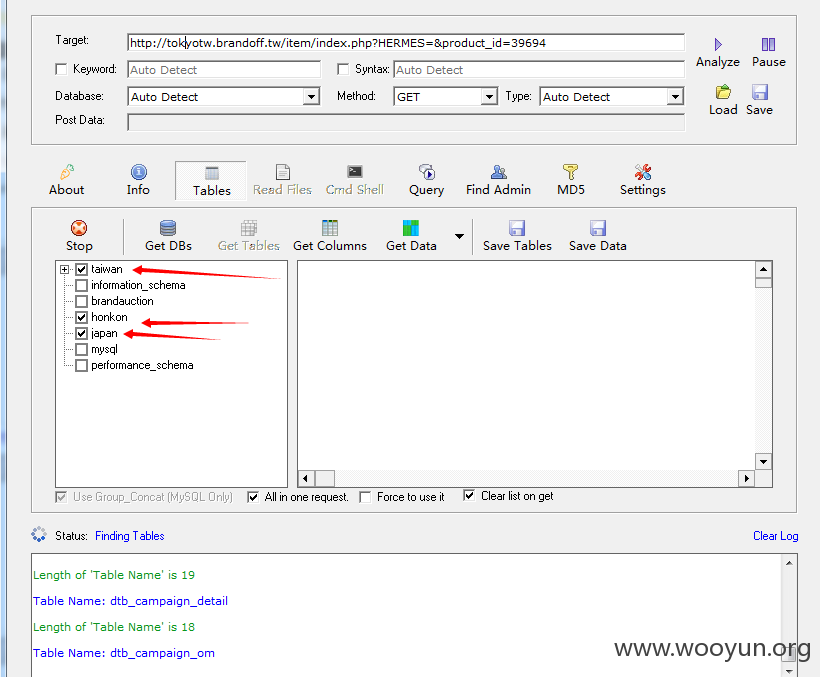 Target: http://tokyotw.brandoff.tw/item/index.php?HERMES=&product_id=39694
Analyze Pause
Keyword: Auto Detect Syntax: Auto Detect
Database: Auto Detect Method: GET Type: Auto Detect
Load Save
Post Data:
About Info Tables Read Files Cmd Shell Query Find Admin MD5 Settings
Stop Get DBs Get Tables Get Columns Get Data Save Tables Save Data
taiwan
information_schema
brandauction
honkon
japan
mysql
performance_schema
Use Group_Concat (MySQL Only) All in one request. Force to use it Clear list on get
Status: Finding Tables Clear Log
Length of 'Table Name' is 19
Table Name: dtb_campaign_detail
Length of 'Table Name' is 18
Table Name: dtb_campaign_om
www.wooyun.org